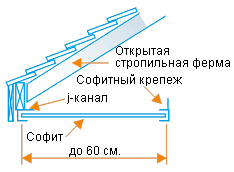 Открытая
стропильная ферма
Софитный крепеж
j-канал
Софит
до 60 см.